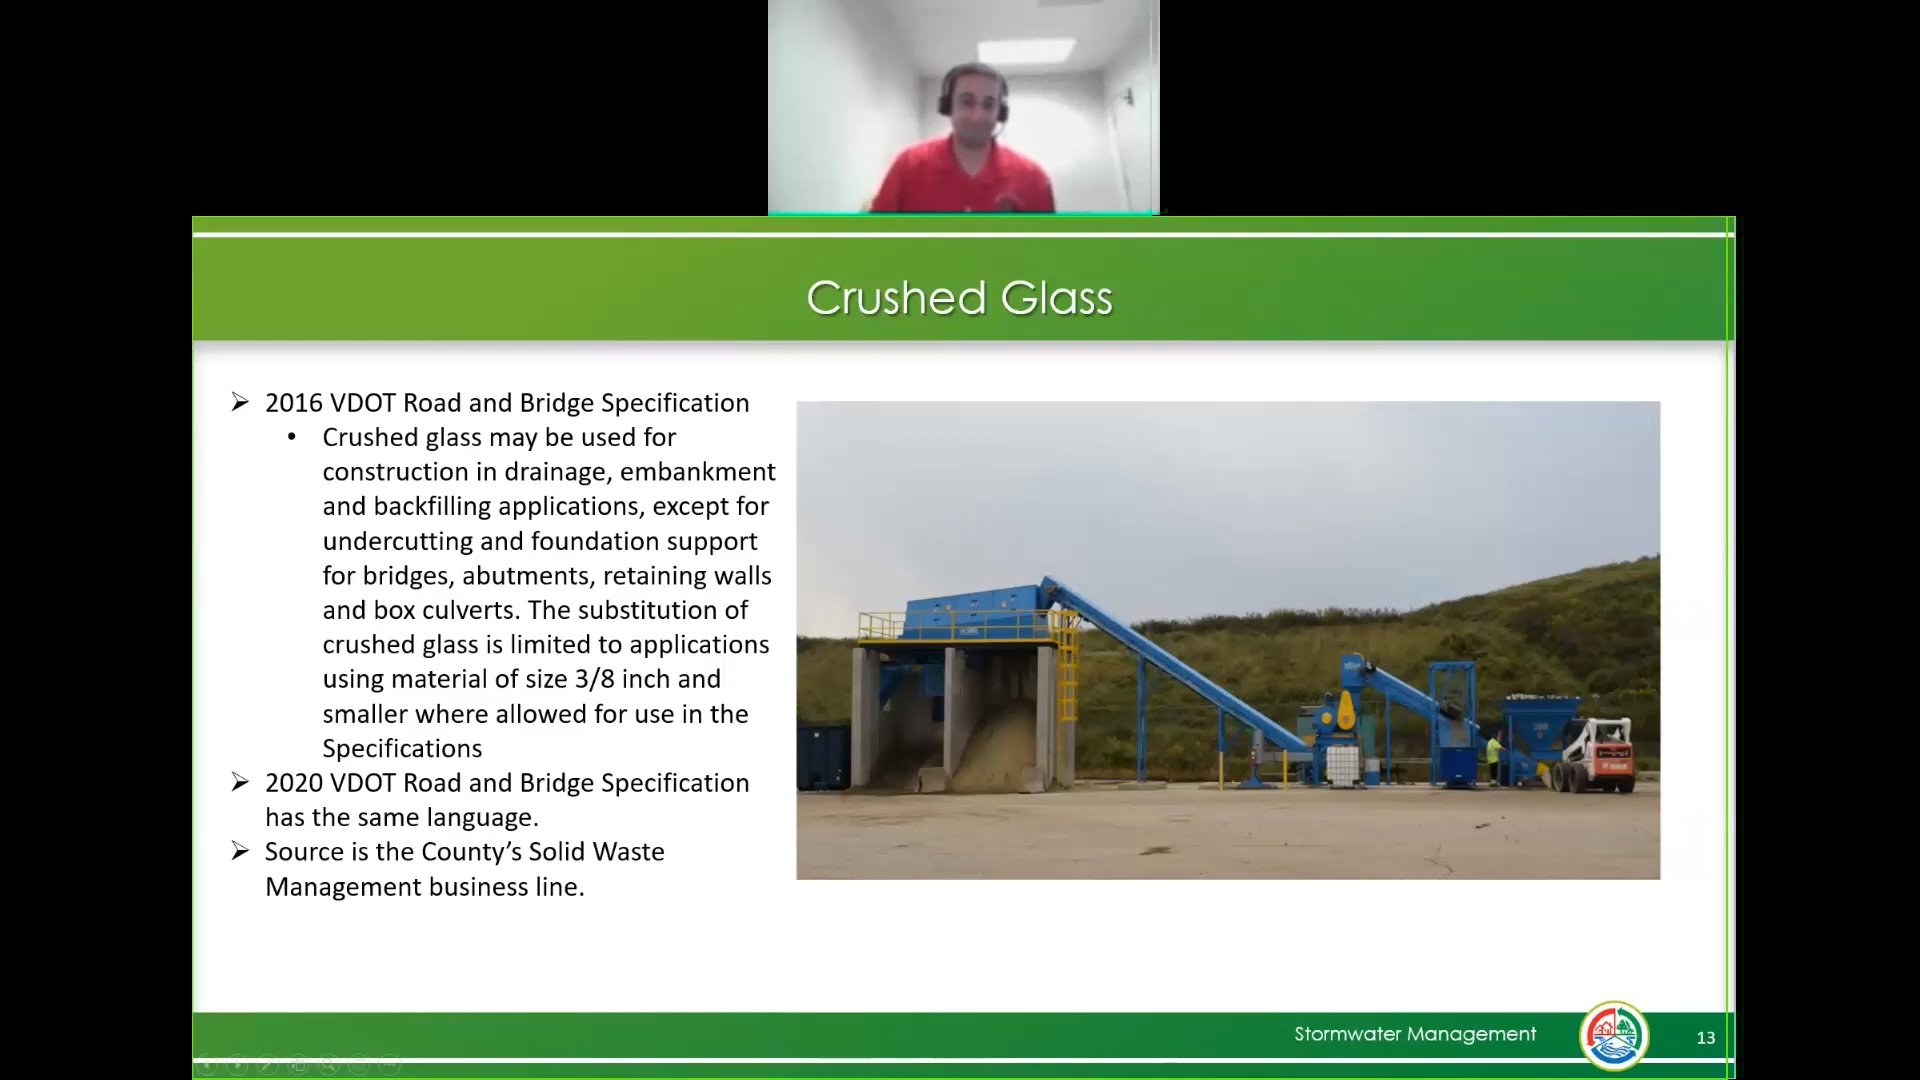 Crushed Glass
➢ 2016 VDOT Road and Bridge Specification
• Crushed glass may be used for
construction in drainage, embankment
and backfilling applications, except for
undercutting and foundation support
for bridges, abutments, retaining walls
and box culverts. The substitution of
crushed glass is limited to applications
using material of size 3/8 inch and
smaller where allowed for use in the
Specifications
➢ 2020 VDOT Road and Bridge Specification
has the same language.
➢ Source is the County’s Solid Waste
Management business line.
Stormwater Management
13